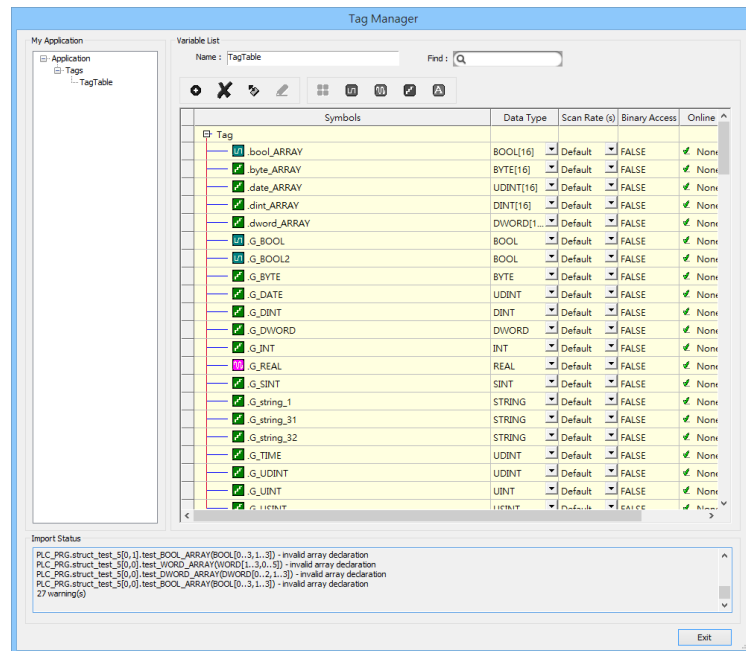 Tag Manager
My Application
Application
Tags
TagTable
Variable List
Name : TagTable
Find :
Symbols Data Type Scan Rate (s) Binary Access Online
Tag
.bool_ARRAY BOOL[16] Default FALSE None
.byte_ARRAY BYTE[16] Default FALSE None
.date_ARRAY UDINT[16] Default FALSE None
.dint_ARRAY DINT[16] Default FALSE None
.dword_ARRAY DWORD[1... Default FALSE None
.G_BOOL BOOL Default FALSE None
.G_BOOL2 BOOL Default FALSE None
.G_BYTE BYTE Default FALSE None
.G_DATE UDINT Default FALSE None
.G_DINT DINT Default FALSE None
.G_DWORD DWORD Default FALSE None
.G_INT INT Default FALSE None
.G_REAL REAL Default FALSE None
.G_SINT SINT Default FALSE None
.G_string_1 STRING Default FALSE None
.G_string_31 STRING Default FALSE None
.G_string_32 STRING Default FALSE None
.G_TIME UDINT Default FALSE None
.G_UDINT UDINT Default FALSE None
.G_UINT UINT Default FALSE None
.G_USINT USINT Default FALSE None
Import Status
PLC_PRG.struct_test_5[0,1].test_BOOL_ARRAY(BOOL[0..3,1..3]) - invalid array declaration
PLC_PRG.struct_test_5[0,0].test_WORD_ARRAY(WORD[1..3,0..5]) - invalid array declaration
PLC_PRG.struct_test_5[0,0].test_DWORD_ARRAY(DWORD[0..2,1..3]) - invalid array declaration
PLC_PRG.struct_test_5[0,0].test_BOOL_ARRAY(BOOL[0..3,1..3]) - invalid array declaration
27 warning(s)
Exit